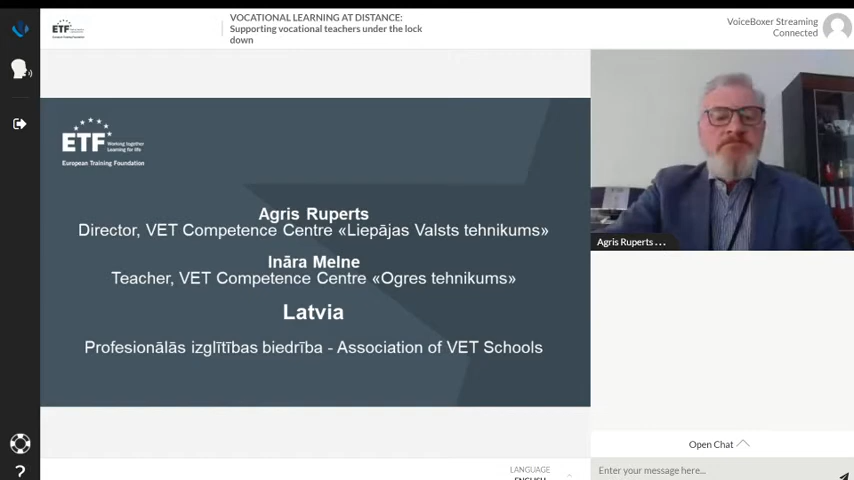 ETF
VOCATIONAL LEARNING AT DISTANCE:
Supporting vocational teachers under the lock
down
VoiceBoxer Streaming
Connected
ETF
Working together
Learning for life
European Training Foundation
Agris Ruperts
Director, VET Competence Centre «Liepājas Valsts tehnikums»
Ināra Melne
Teacher, VET Competence Centre «Ogres tehnikums»
Latvia
Profesionālās izglītības biedrība - Association of VET Schools
Agris Ruperts ...
Open Chat
Enter your message here...
LANGUAGE
ENGLISH
?